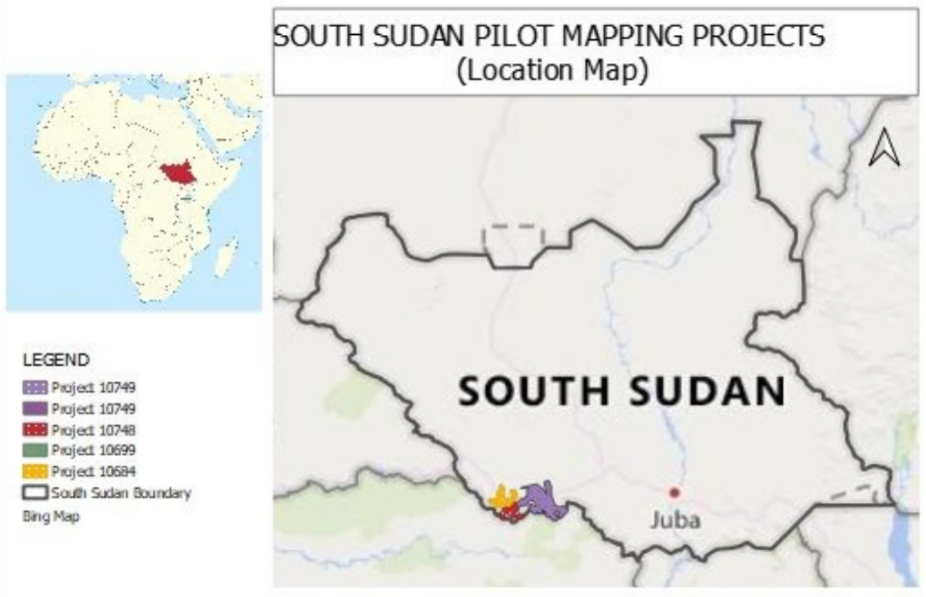 SOUTH SUDAN PILOT MAPPING PROJECTS
(Location Map)
LEGEND
Project 10749
Project 10749
Project 10748
Project 10699
Project 10684
South Sudan Boundary
Bing Map
SOUTH SUDAN
Juba